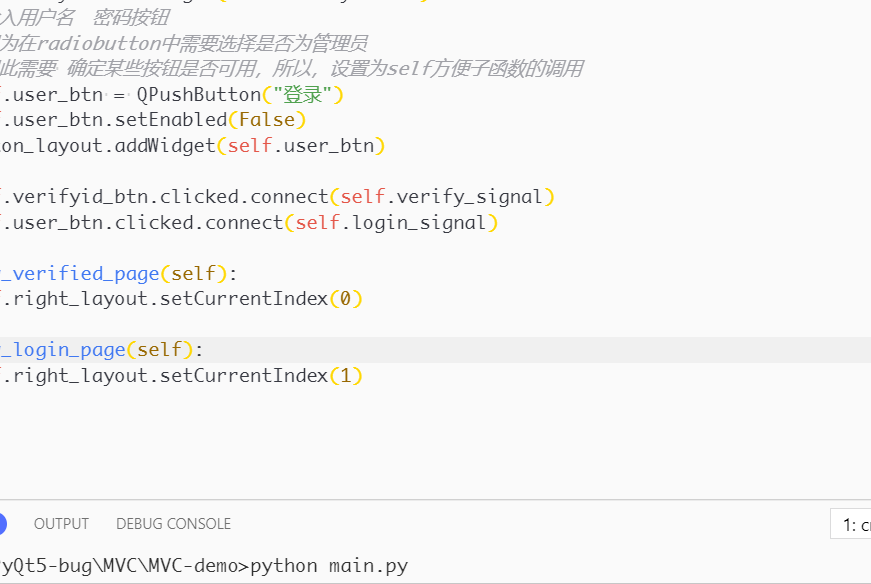 入用户名 密码按钮
为在radiobutton中需要选择是否为管理员
此需要 确定某些按钮是否可用，所以，设置为self方便子函数的调用
.user_btn = QPushButton("登录")
.user_btn.setEnabled(False)
on_layout.addWidget(self.user_btn)
.verifyid_btn.clicked.connect(self.verify_signal)
.user_btn.clicked.connect(self.login_signal)
_verified_page(self):
.right_layout.setCurrentIndex(0)
_login_page(self):
.right_layout.setCurrentIndex(1)
OUTPUT DEBUG CONSOLE 1: c
yQt5-bug\MVC\MVC-demo>python main.py